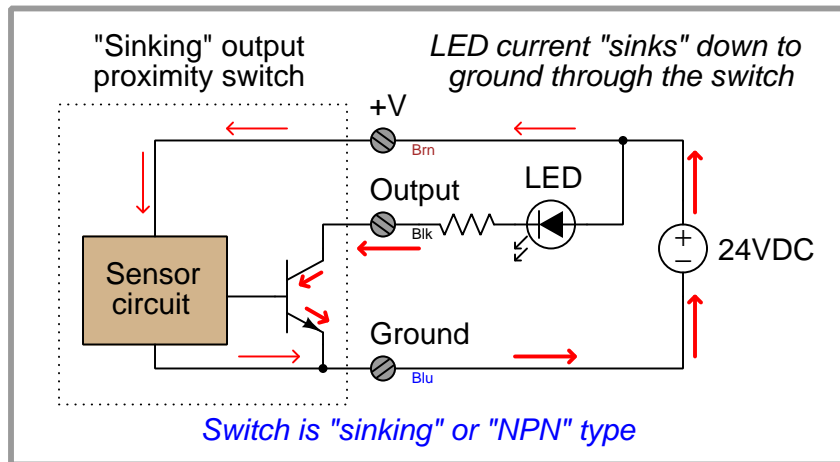 "Sinking" output
proximity switch
LED current "sinks" down to
ground through the switch
+V
Brn
Output
LED
Blk
+
−
24VDC
Sensor
circuit
Ground
Blu
Switch is "sinking" or "NPN" type